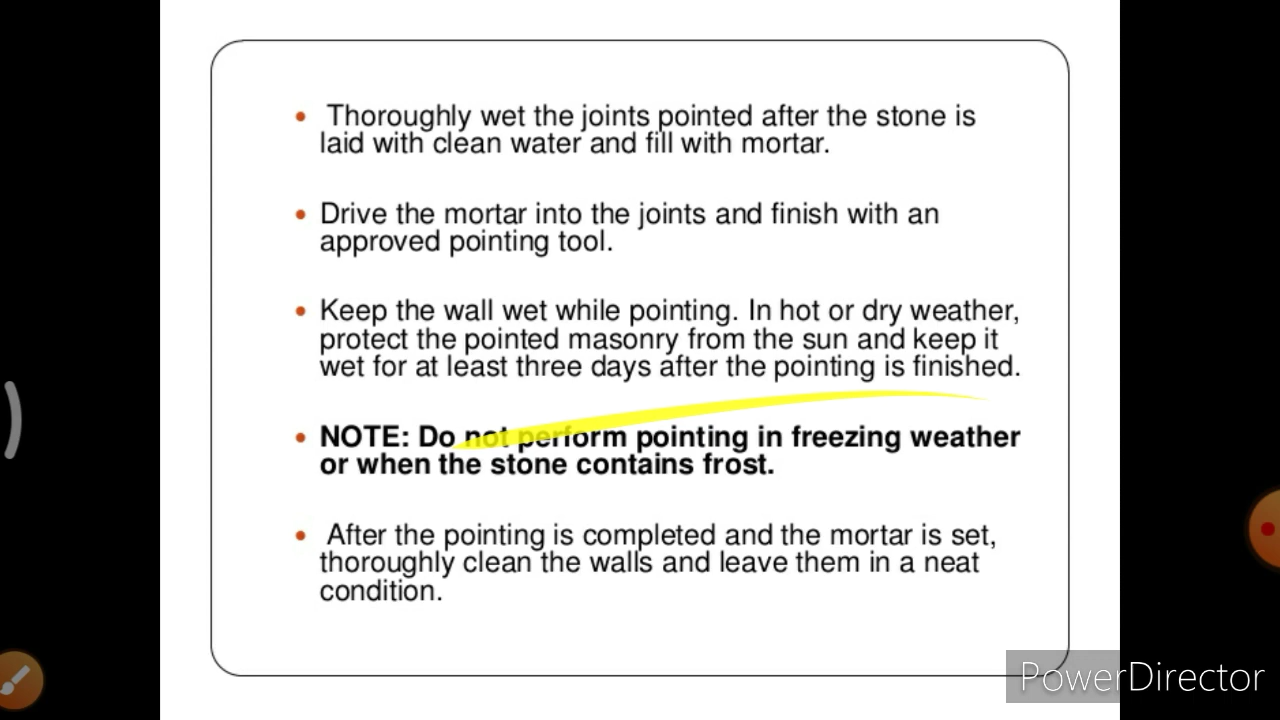 • Thoroughly wet the joints pointed after the stone is
laid with clean water and fill with mortar.
• Drive the mortar into the joints and finish with an
approved pointing tool.
• Keep the wall wet while pointing. In hot or dry weather,
protect the pointed masonry from the sun and keep it
wet for at least three days after the pointing is finished.
• NOTE: Do not perform pointing in freezing weather
or when the stone contains frost.
• After the pointing is completed and the mortar is set,
thoroughly clean the walls and leave them in a neat
condition.
PowerDirector